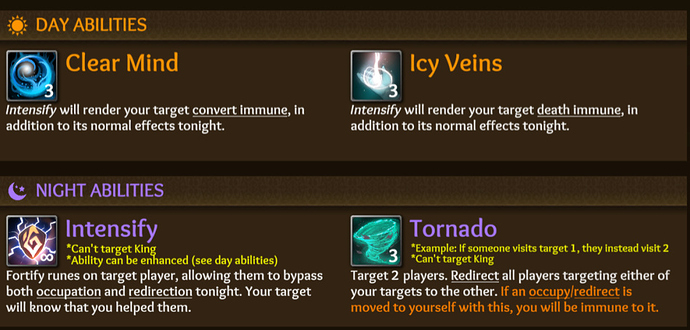 DAY ABILITIES
Clear Mind
3
Intensify will render your target convert immune, in
addition to its normal effects tonight.
Icy Veins
3
Intensify will render your target death immune, in
addition to its normal effects tonight.
NIGHT ABILITIES
Intensify
*Can't target King
*Ability can be enhanced (see day abilities)
∞
Fortify runes on target player, allowing them to bypass
both occupation and redirection tonight. Your target
will know that you helped them.
Tornado
*Example: If someone visits target 1, they instead visit 2
*Can't target King
3
Target 2 players. Redirect all players targeting either of
your targets to the other. If an occupy/redirect is
moved to yourself with this, you will be immune to it.